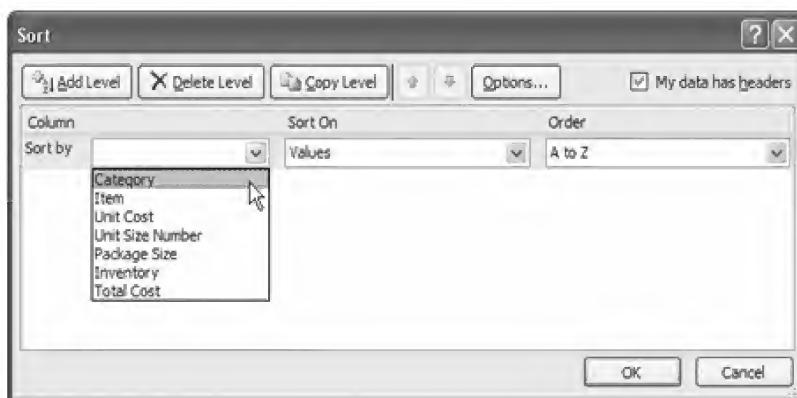 Sort
Add Level Delete Level Copy Level Options... My data has headers
Column Sort On Order
Sort by Values A to Z
Category
Item
Unit Cost
Unit Size Number
Package Size
Inventory
Total Cost
OK Cancel